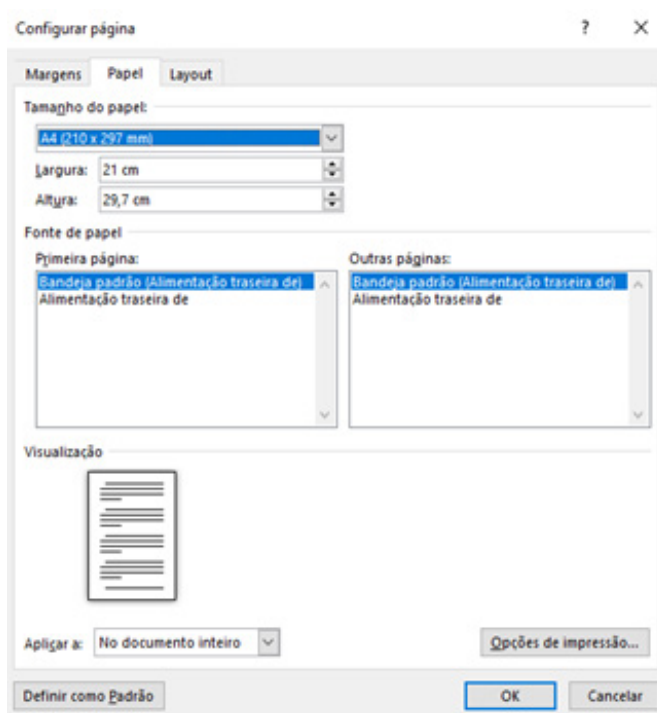 Configurar página ? X
Margens Papel Layout
Tamanho do papel:
A4 (210 x 297 mm)
Largura: 21 cm
Altura: 29,7 cm
Fonte de papel
Primeira página: Outras páginas:
Bandeja padrão (Alimentação traseira de) Bandeja padrão (Alimentação traseira de)
Alimentação traseira de Alimentação traseira de
Visualização
Aplicar a: No documento inteiro Opções de impressão...
Definir como Padrão OK Cancelar